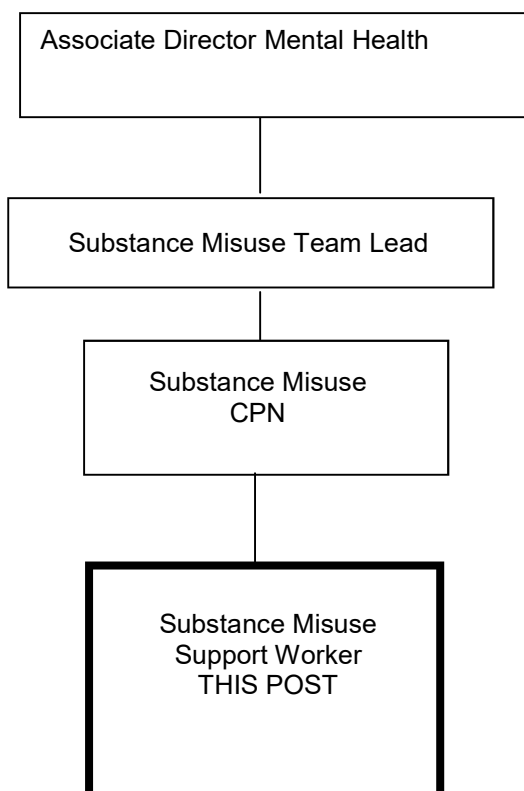 Associate Director Mental Health
Substance Misuse Team Lead
Substance Misuse
CPN
Substance Misuse
Support Worker
THIS POST